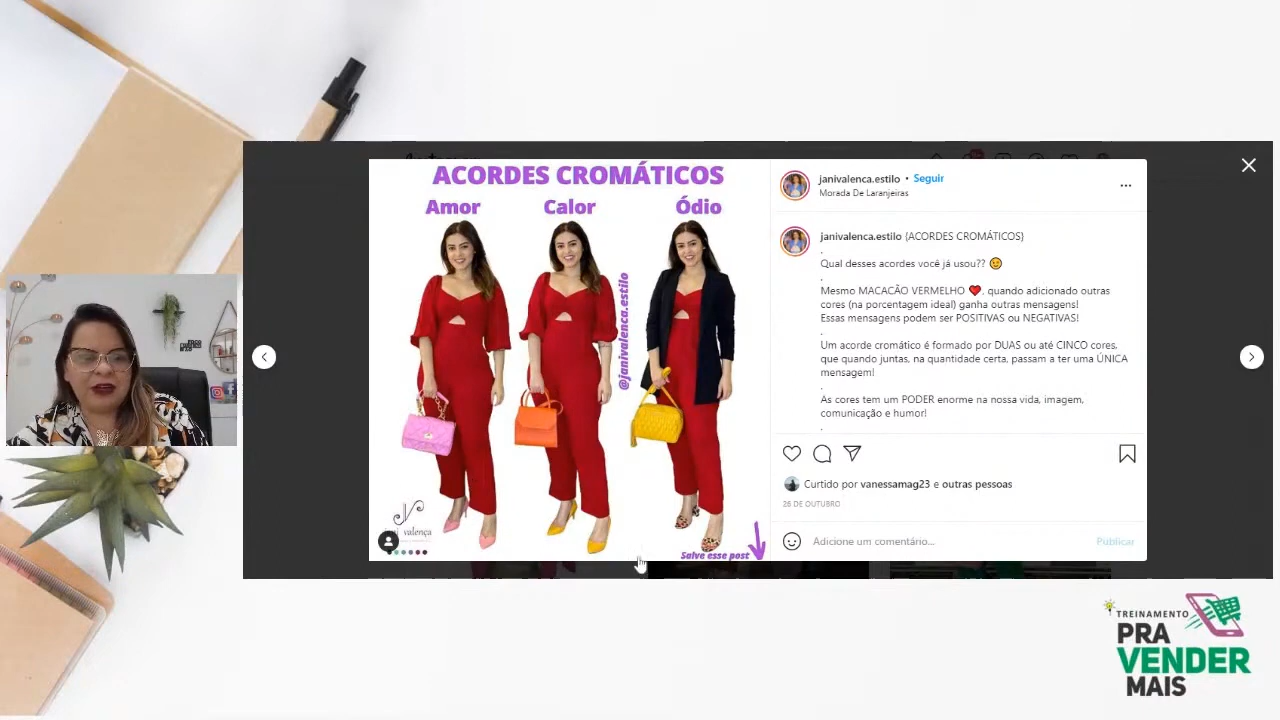 ACORDES CROMÁTICOS
Amor
Calor
Ódio
@janivalenca.estilo
Salve esse post
janivalenca.estilo • Seguir
Morada De Laranjeiras
janivalenca.estilo {ACORDES CROMÁTICOS}
.
Qual desses acordes você já usou?? 😉
.
Mesmo MACACÃO VERMELHO ❤️, quando adicionado outras
cores (na porcentagem ideal) ganha outras mensagens!
Essas mensagens podem ser POSITIVAS ou NEGATIVAS!
.
Um acorde cromático é formado por DUAS ou até CINCO cores,
que quando juntas, na quantidade certa, passam a ter uma ÚNICA
mensagem!
.
As cores tem um PODER enorme na nossa vida, imagem,
comunicação e humor!
.
Curtido por vanessamag23 e outras pessoas
26 DE OUTUBRO
Adicione um comentário...
Publicar
TREINAMENTO
PRA
VENDER
MAIS